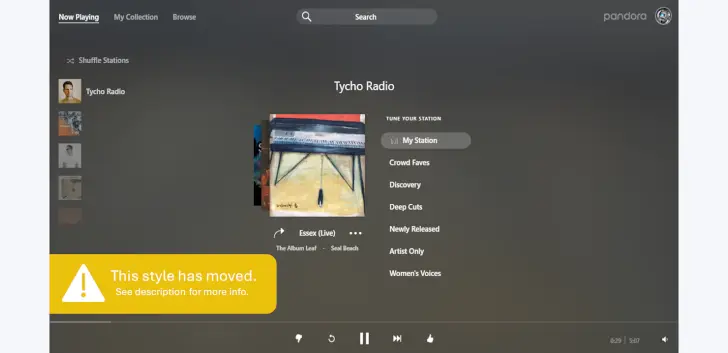 Now Playing
My Collection
Browse
Search
pandora
Shuffle Stations
Tycho Radio
Tycho Radio
TUNE YOUR STATION
My Station
Crowd Faves
Discovery
Deep Cuts
Newly Released
Artist Only
Women's Voices
Essex (Live)
The Album Leaf - Seal Beach
This style has moved.
See description for more info.
5:07